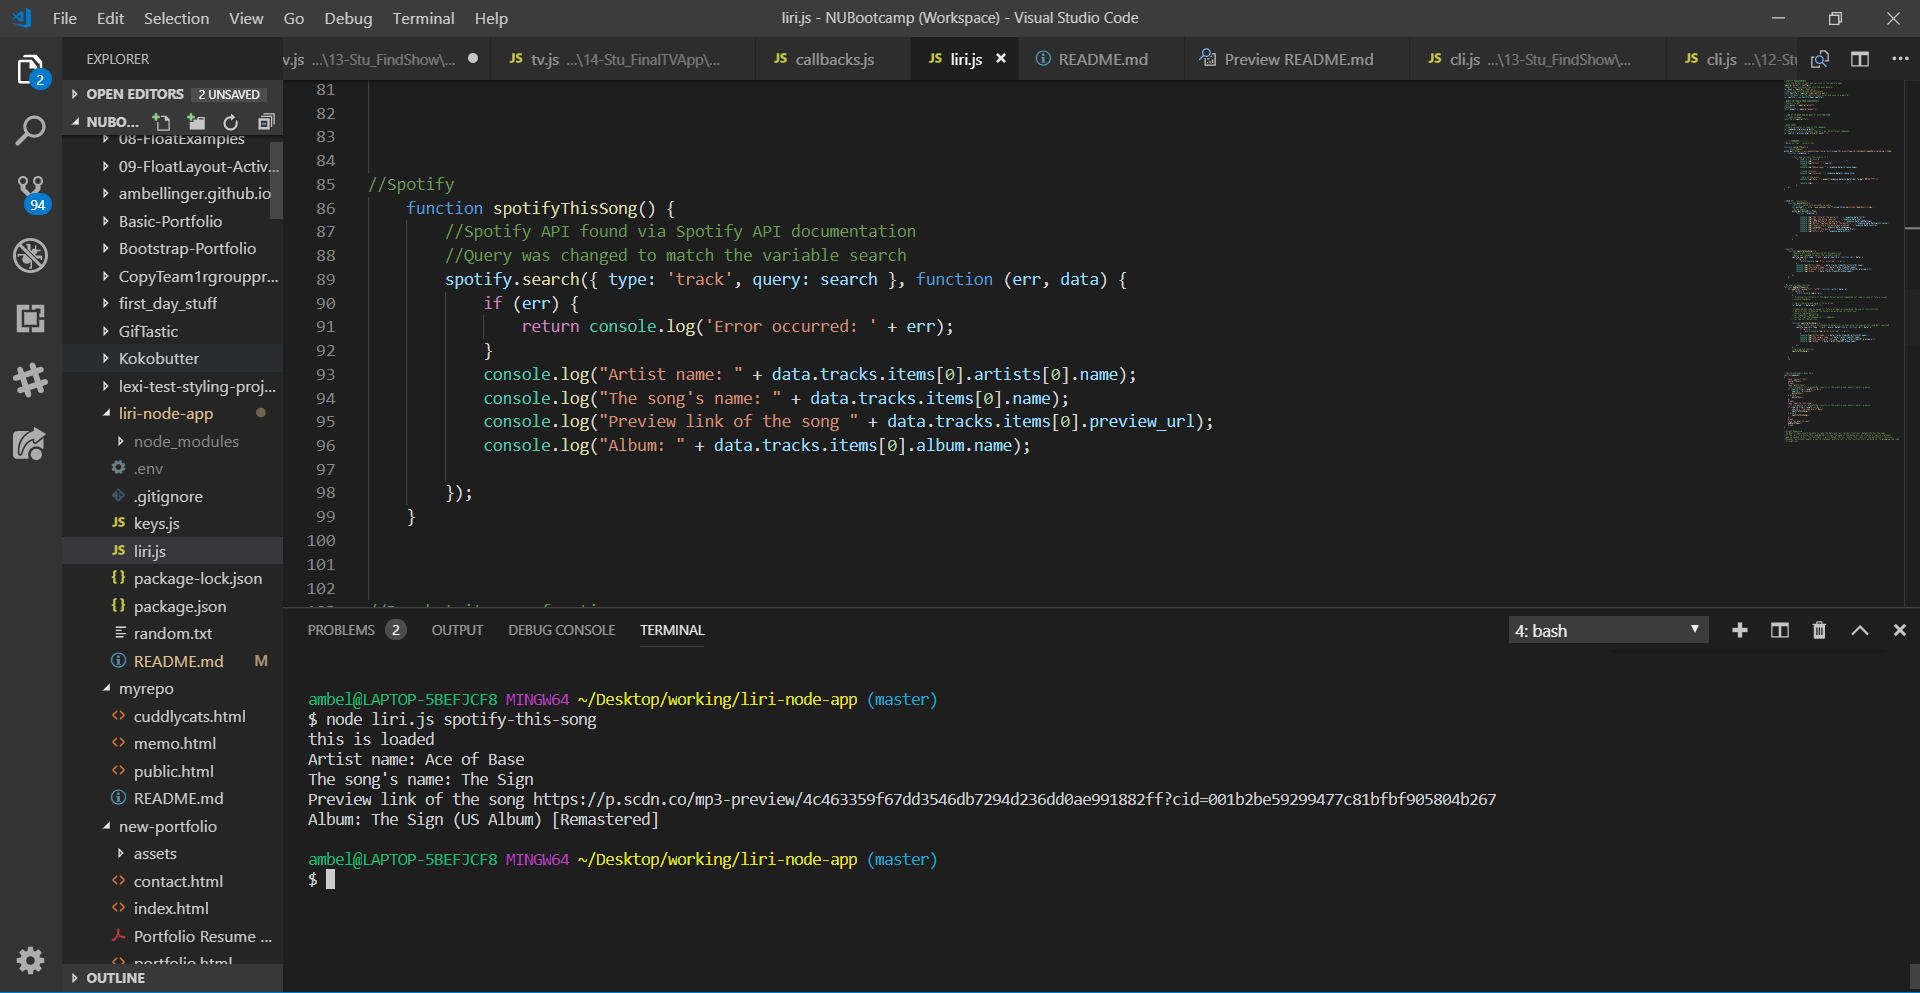 File Edit Selection View Go Debug Terminal Help
liri.js - NUBootcamp (Workspace) - Visual Studio Code
EXPLORER
v.js ...\13-Stu_FindShow\...
JS tv.js ...\14-Stu_FinalTVApp\...
JS callbacks.js
JS liri.js
README.md
Preview README.md
JS cli.js ...\13-Stu_FindShow\...
JS cli.js ...\12-Stu
2
94
OPEN EDITORS 2 UNSAVED
NUBO...
08-FloatExamples
09-FloatLayout-Activ...
ambellinger.github.io
Basic-Portfolio
Bootstrap-Portfolio
CopyTeam1rgrouppr...
first_day_stuff
GifTastic
Kokobutter
lexi-test-styling-proj...
liri-node-app
node_modules
.env
.gitignore
JS keys.js
JS liri.js
{} package-lock.json
{} package.json
random.txt
README.md M
myrepo
<> cuddlycats.html
<> memo.html
<> public.html
README.md
new-portfolio
assets
<> contact.html
<> index.html
Portfolio Resume ...
<> portfolio.html
OUTLINE
81
82
83
84
85 //Spotify
86 function spotifyThisSong() {
87 //Spotify API found via Spotify API documentation
88 //Query was changed to match the variable search
89 spotify.search({ type: 'track', query: search }, function (err, data) {
90 if (err) {
91 return console.log('Error occurred: ' + err);
92 }
93 console.log("Artist name: " + data.tracks.items[0].artists[0].name);
94 console.log("The song's name: " + data.tracks.items[0].name);
95 console.log("Preview link of the song " + data.tracks.items[0].preview_url);
96 console.log("Album: " + data.tracks.items[0].album.name);
97
98 });
99 }
100
101
102
PROBLEMS 2 OUTPUT DEBUG CONSOLE TERMINAL
4: bash
ambel@LAPTOP-5BEFJCF8 MINGW64 ~/Desktop/working/liri-node-app (master)
$ node liri.js spotify-this-song
this is loaded
Artist name: Ace of Base
The song's name: The Sign
Preview link of the song https://p.scdn.co/mp3-preview/4c463359f67dd3546db7294d236dd0ae991882ff?cid=001b2be59299477c81bfbf905804b267
Album: The Sign (US Album) [Remastered]
ambel@LAPTOP-5BEFJCF8 MINGW64 ~/Desktop/working/liri-node-app (master)
$